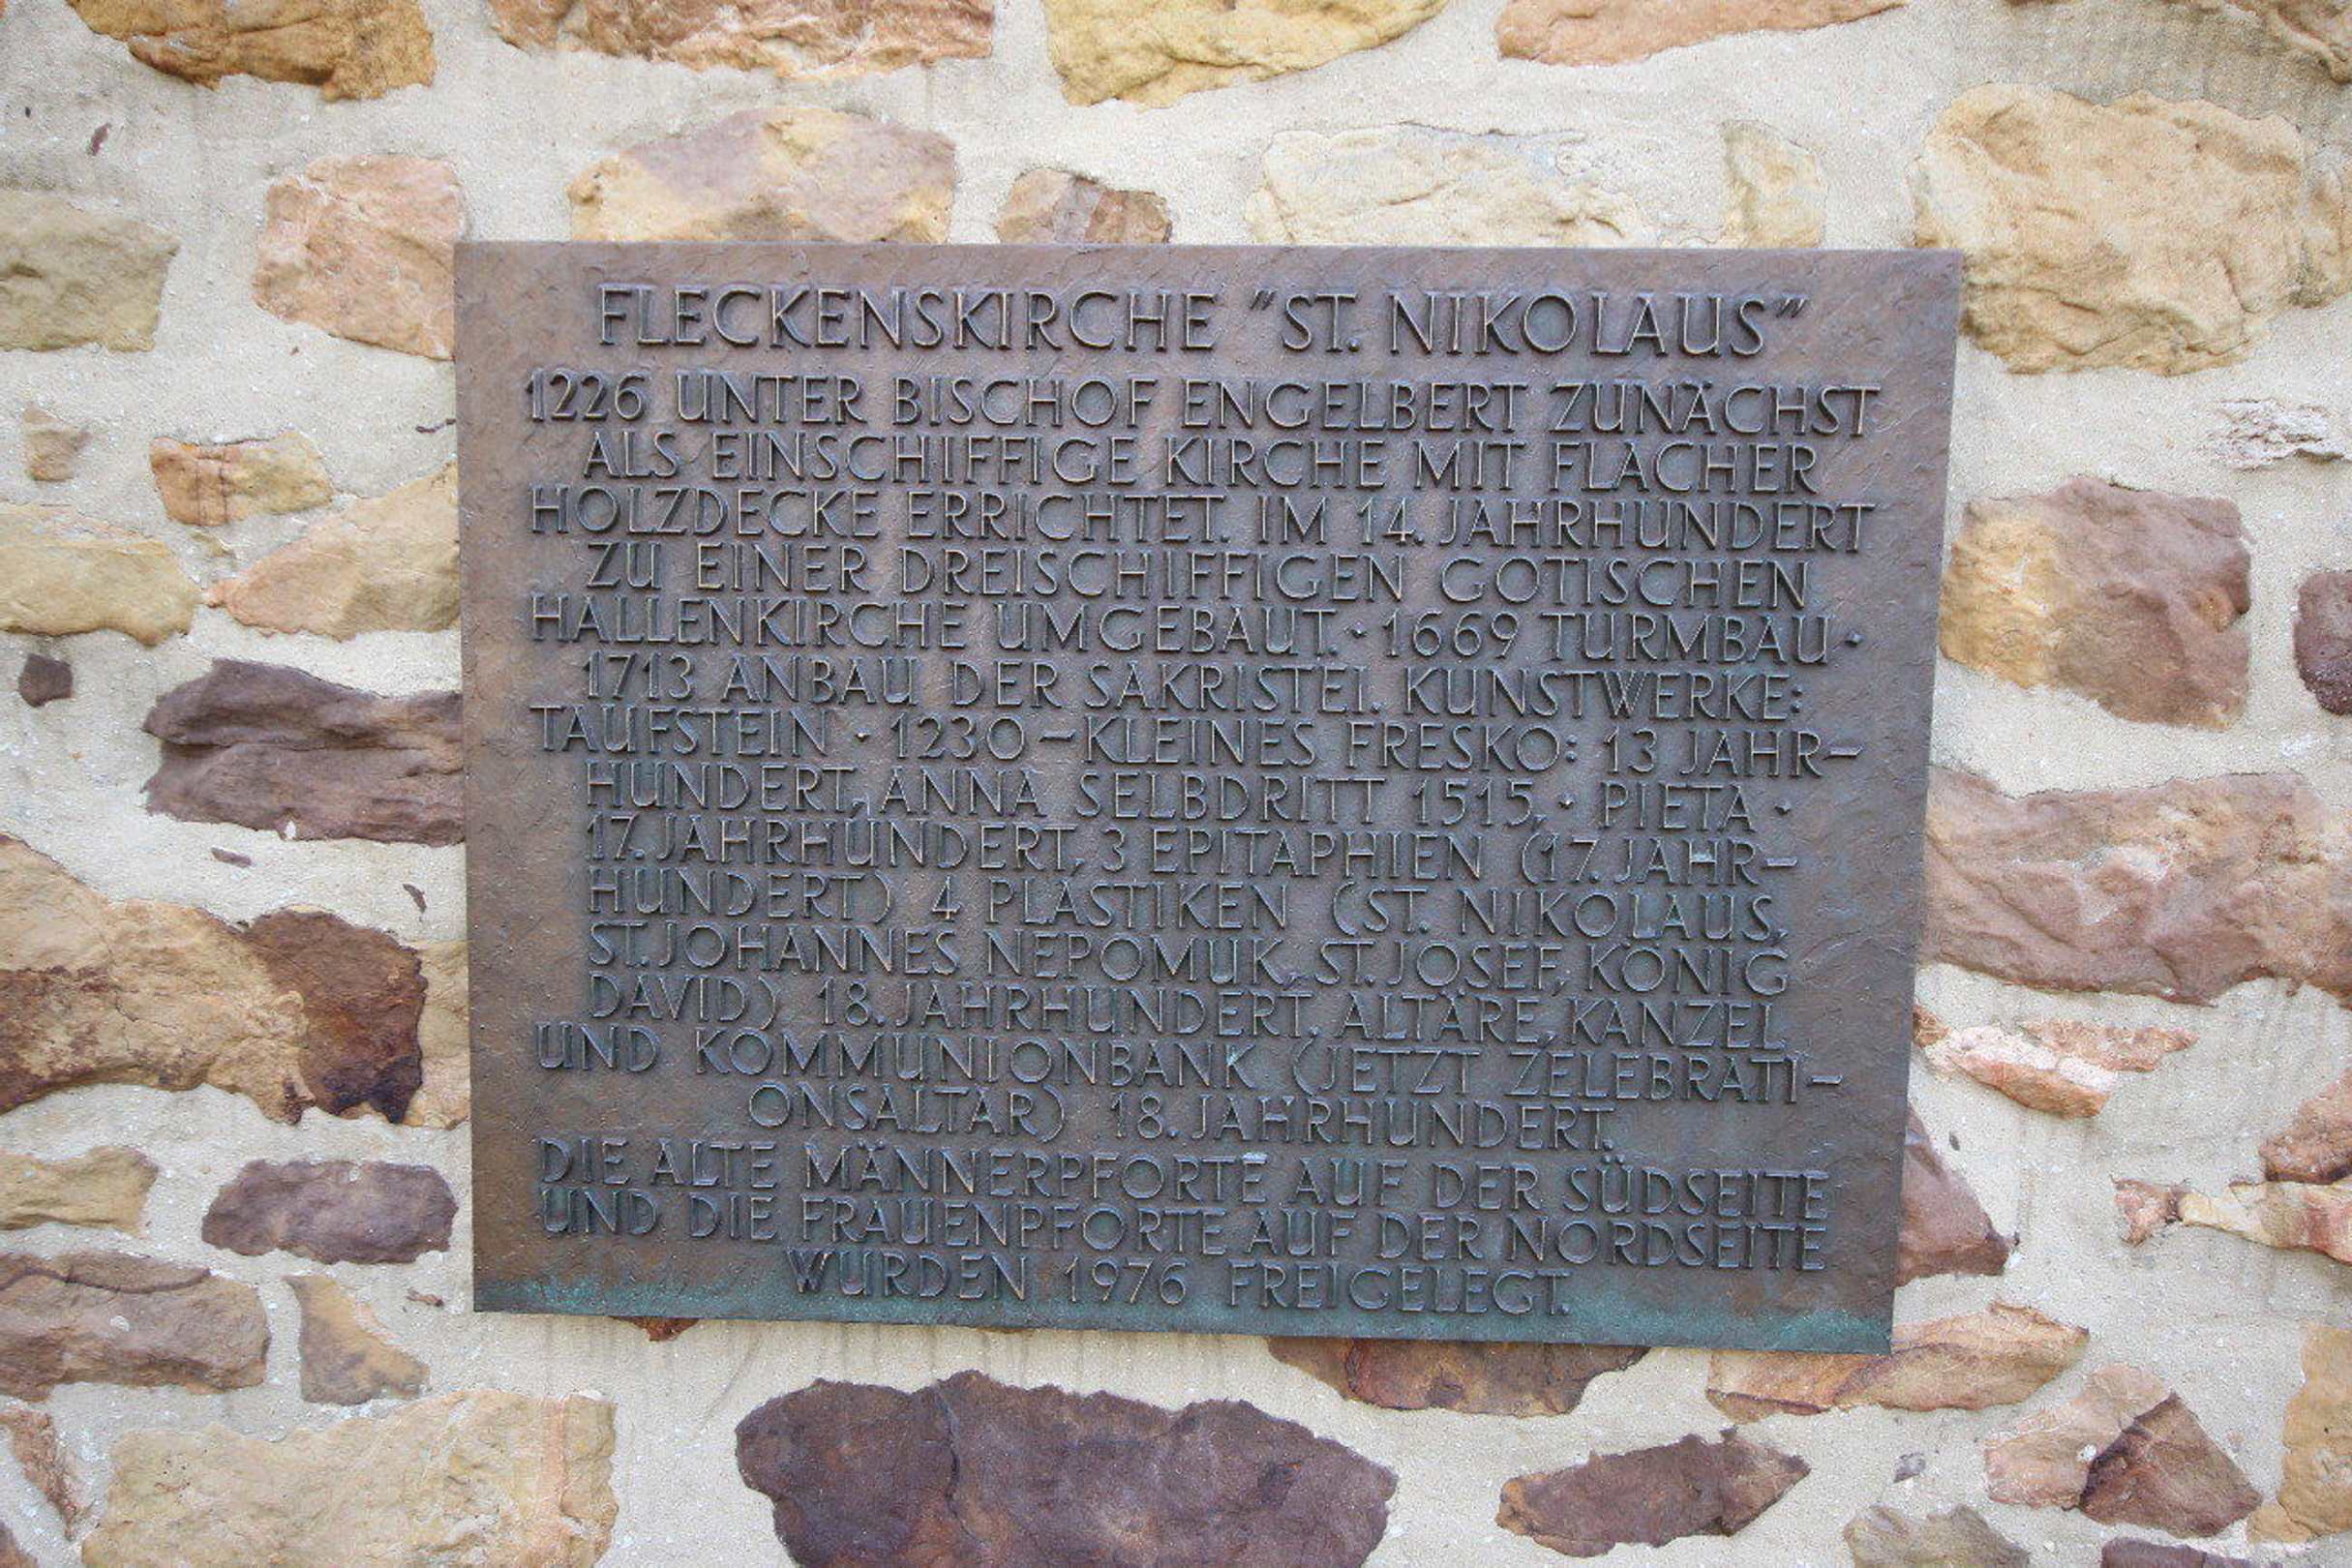 FLECKENSKIRCHE "ST. NIKOLAUS"
1226 UNTER BISCHOF ENGELBERT ZUNÄCHST
ALS EINSCHIFFIGE KIRCHE MIT FLACHER
HOLZDECKE ERRICHTET. IM 14. JAHRHUNDERT
ZU EINER DREISCHIFFIGEN GOTISCHEN
HALLENKIRCHE UMGEBAUT. · 1669 TURMBAU ·
1713 ANBAU DER SAKRISTEI. KUNSTWERKE:
TAUFSTEIN · 1230 – KLEINES FRESKO: 13 JAHR-
HUNDERT, ANNA SELBDRITT 1515, · PIETA ·
17. JAHRHUNDERT, 3 EPITAPHIEN (17. JAHR-
HUNDERT) 4 PLASTIKEN (ST. NIKOLAUS,
ST. JOHANNES NEPOMUK, ST. JOSEF, KÖNIG
DAVID) 18. JAHRHUNDERT. ALTÄRE, KANZEL
UND KOMMUNIONBANK (JETZT ZELEBRATI-
ONSALTAR) 18. JAHRHUNDERT.
DIE ALTE MÄNNERPFORTE AUF DER SÜDSEITE
UND DIE FRAUENPFORTE AUF DER NORDSEITE
WURDEN 1976 FREIGELEGT.